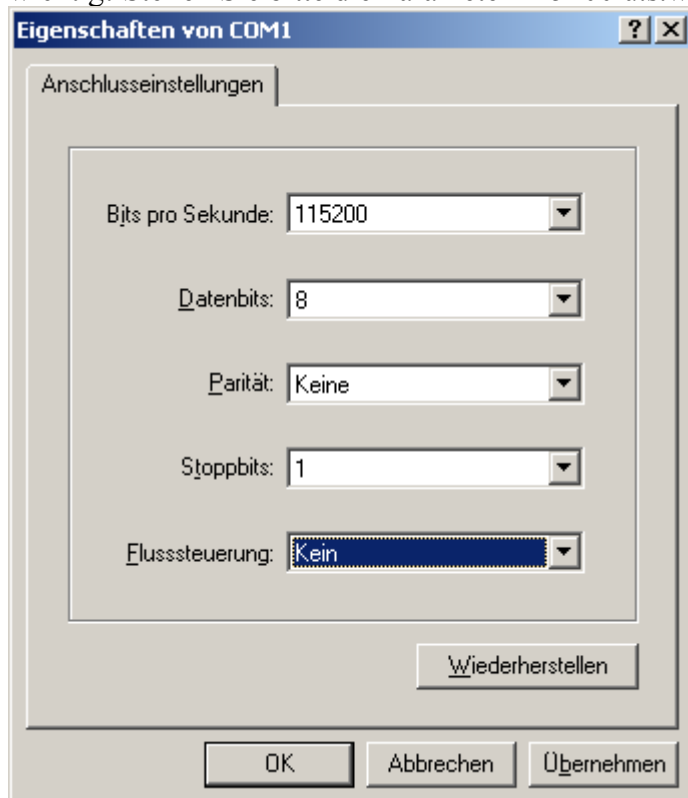 Eigenschaften von COM1
Anschlusseinstellungen
Bits pro Sekunde: 115200
Datenbits: 8
Parität: Keine
Stoppbits: 1
Flusssteuerung: Kein
Wiederherstellen
OK Abbrechen Übernehmen